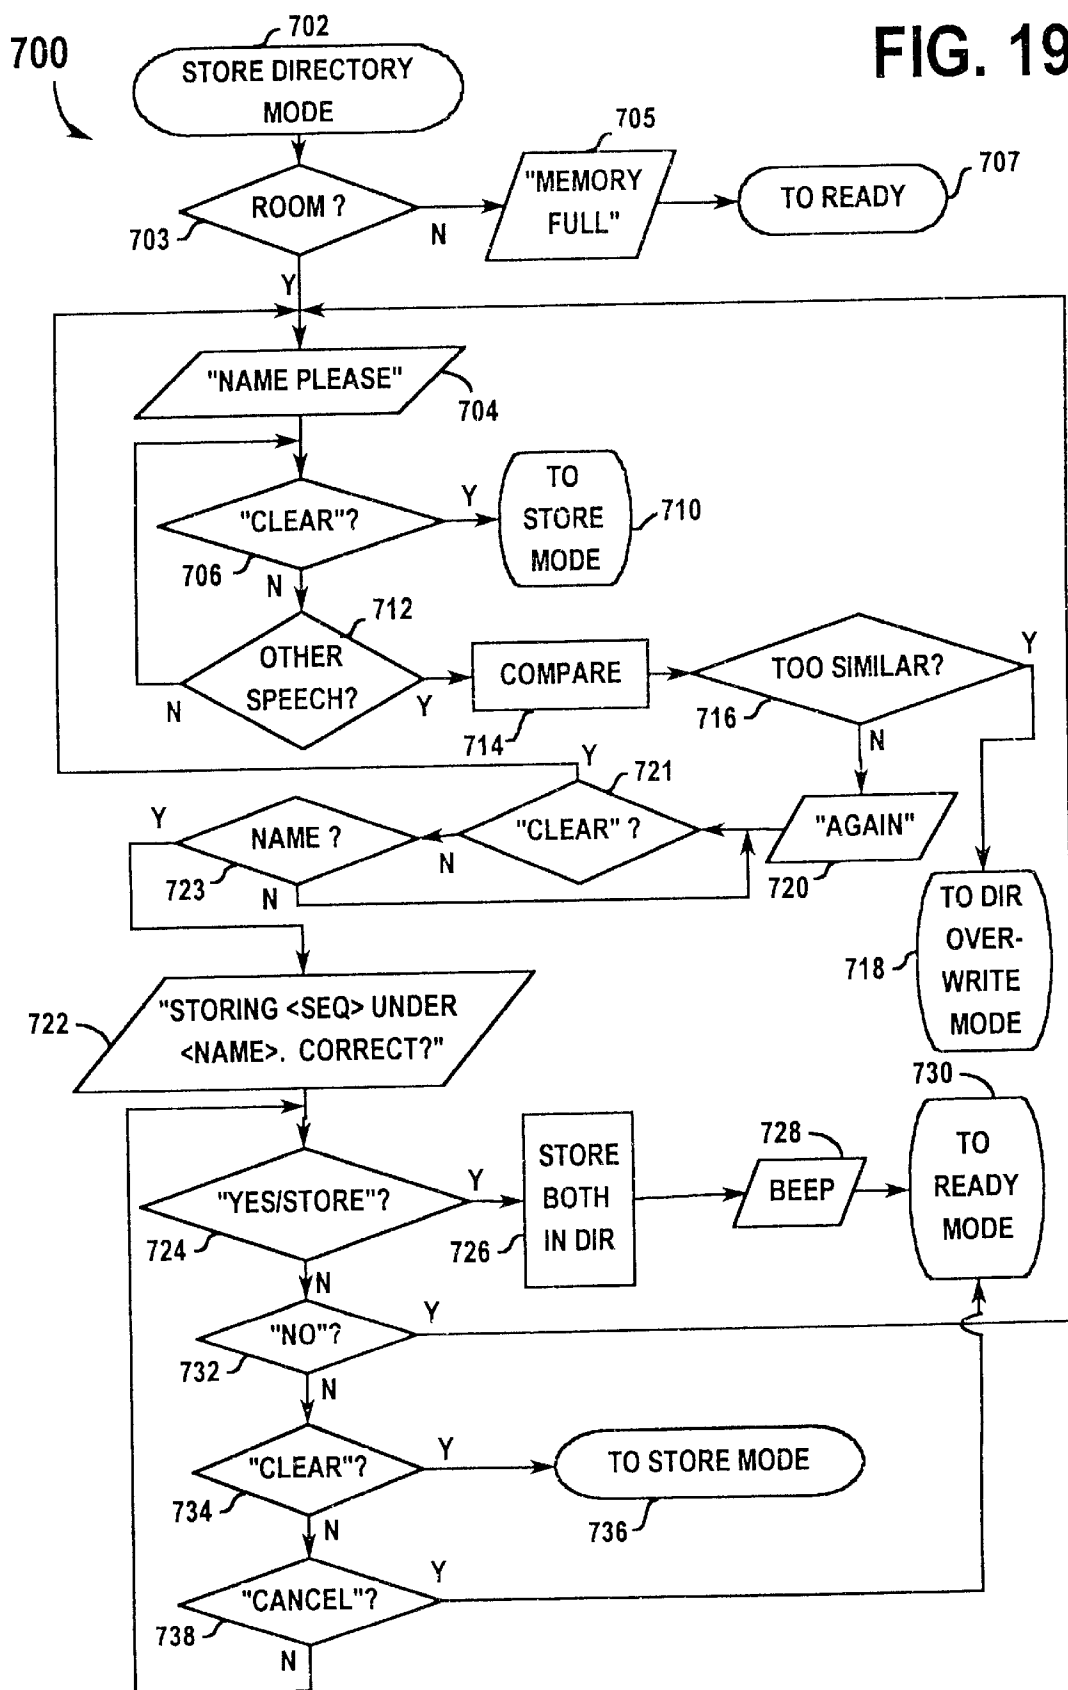 700
702
FIG. 19
STORE DIRECTORY
MODE
705
ROOM ?
703
N
"MEMORY
FULL"
TO READY
707
Y
"NAME PLEASE"
704
"CLEAR"?
706
Y
TO
STORE
MODE
710
N
712
OTHER
SPEECH?
N
Y
COMPARE
714
TOO SIMILAR?
716
Y
N
Y
721
"CLEAR" ?
N
"AGAIN"
720
Y
NAME ?
723
N
TO DIR
OVER-
WRITE
MODE
718
722
"STORING <SEQ> UNDER
<NAME>. CORRECT?"
730
"YES/STORE"?
724
Y
STORE
BOTH
IN DIR
726
728
BEEP
TO
READY
MODE
N
"NO"?
732
Y
N
"CLEAR"?
734
Y
TO STORE MODE
736
N
"CANCEL"?
738
Y
N